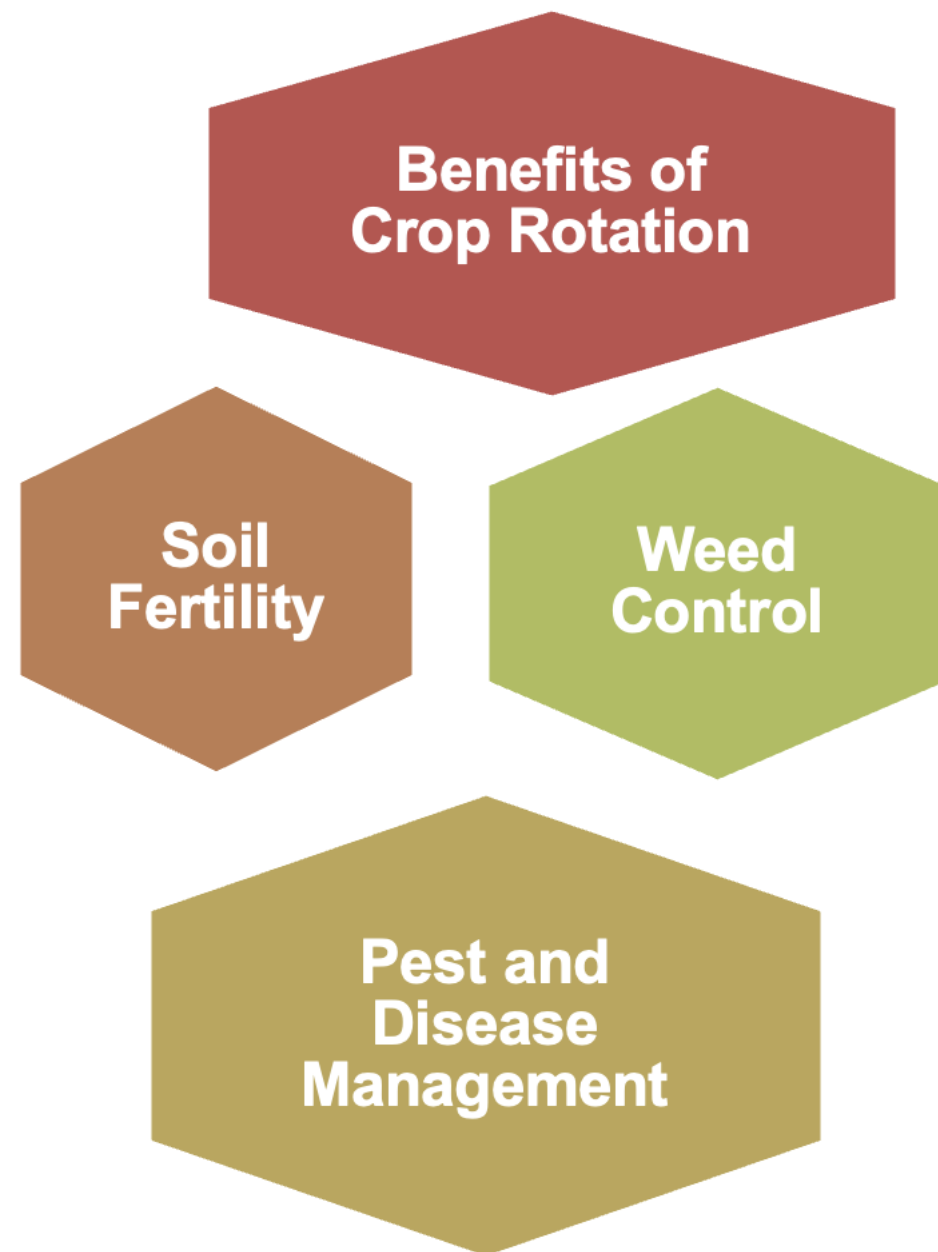 Benefits of
Crop Rotation
Soil
Fertility
Weed
Control
Pest and
Disease
Management